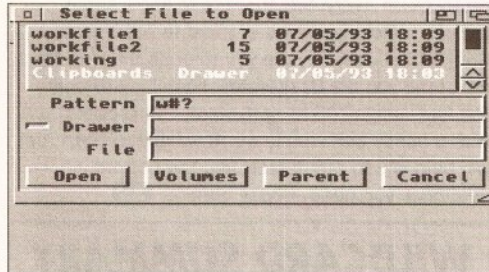 Select File to Open
workfile1 7 07/05/93 18:09
workfile2 15 07/05/93 18:09
working 5 07/05/93 18:09
Clipboards Drawer 07/05/93 18:03
Pattern w#?
Drawer
File
Open Volumes Parent Cancel